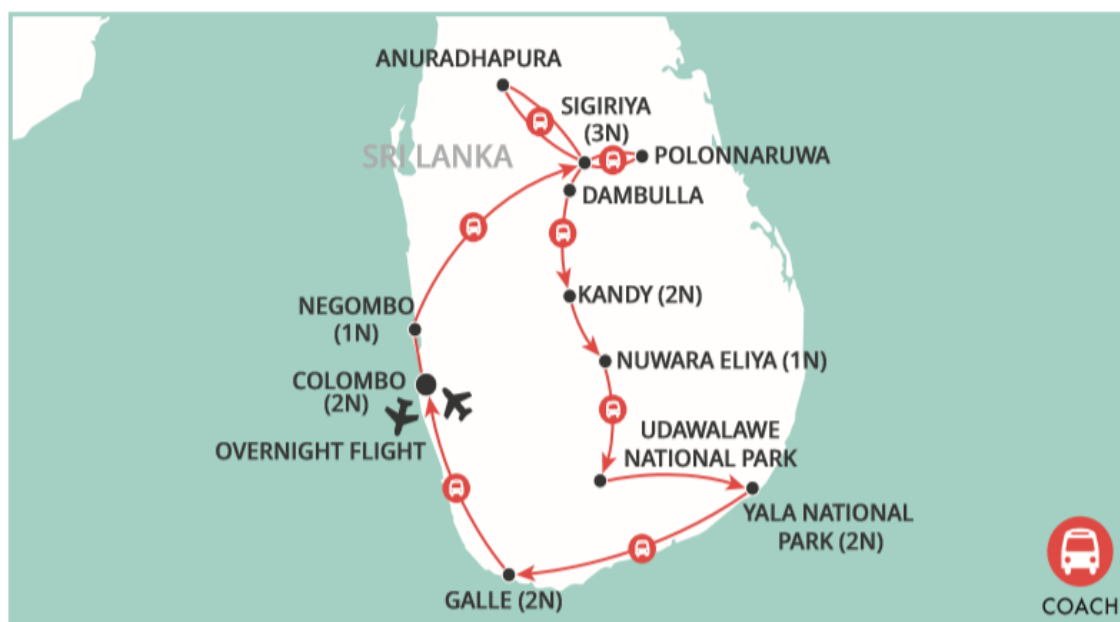 ANURADHAPURA
SIGIRIYA
(3N)
SRI LANKA
POLONNARUWA
DAMBULLA
KANDY (2N)
NEGOMBO
(1N)
NUWARA ELIYA (1N)
COLOMBO
(2N)
OVERNIGHT FLIGHT
UDAWALAWE
NATIONAL PARK
YALA NATIONAL
PARK (2N)
GALLE (2N)
COACH